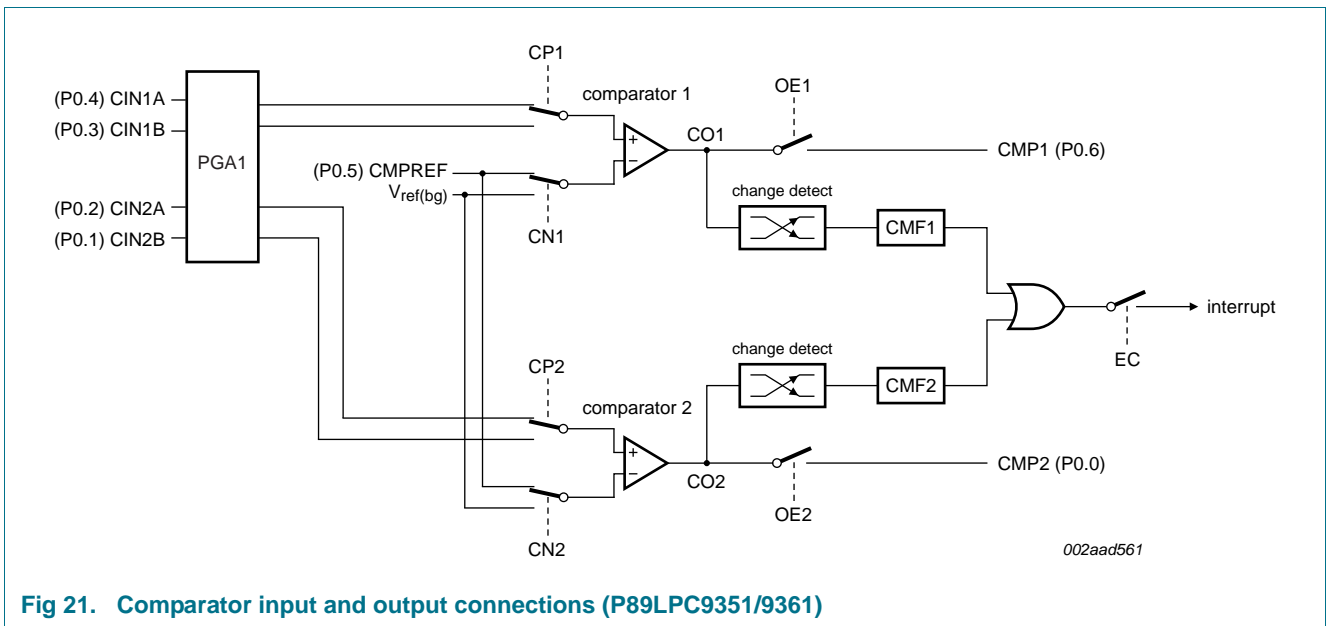 CP1
(P0.4) CIN1A
(P0.3) CIN1B
PGA1
(P0.2) CIN2A
(P0.1) CIN2B
comparator 1
OE1
CO1
CMP1 (P0.6)
(P0.5) CMPREF
Vref(bg)
CN1
change detect
CMF1
interrupt
EC
change detect
CMF2
CP2
comparator 2
CO2
CMP2 (P0.0)
OE2
CN2
002aad561
Fig 21. Comparator input and output connections (P89LPC9351/9361)